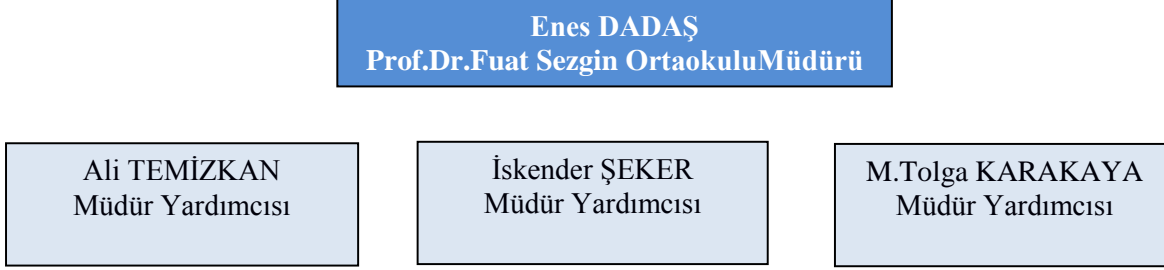 Enes DADAŞ
Prof.Dr.Fuat Sezgin OrtaokuluMüdürü
Ali TEMİZKAN
Müdür Yardımcısı
İskender ŞEKER
Müdür Yardımcısı
M.Tolga KARAKAYA
Müdür Yardımcısı